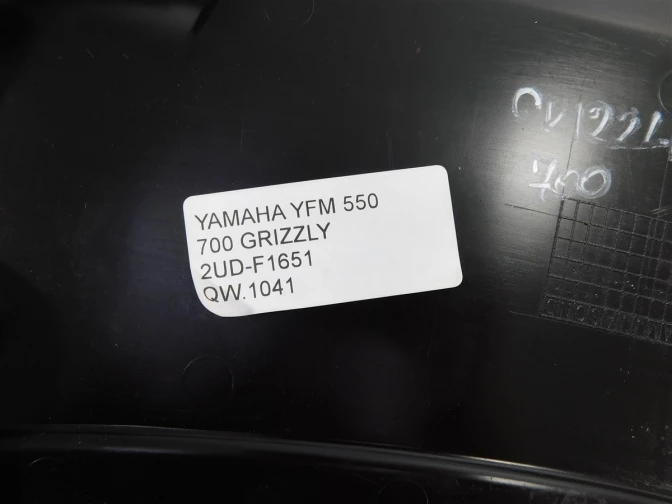 YAMAHA YFM 550
700 GRIZZLY
2UD-F1651
QW.1041